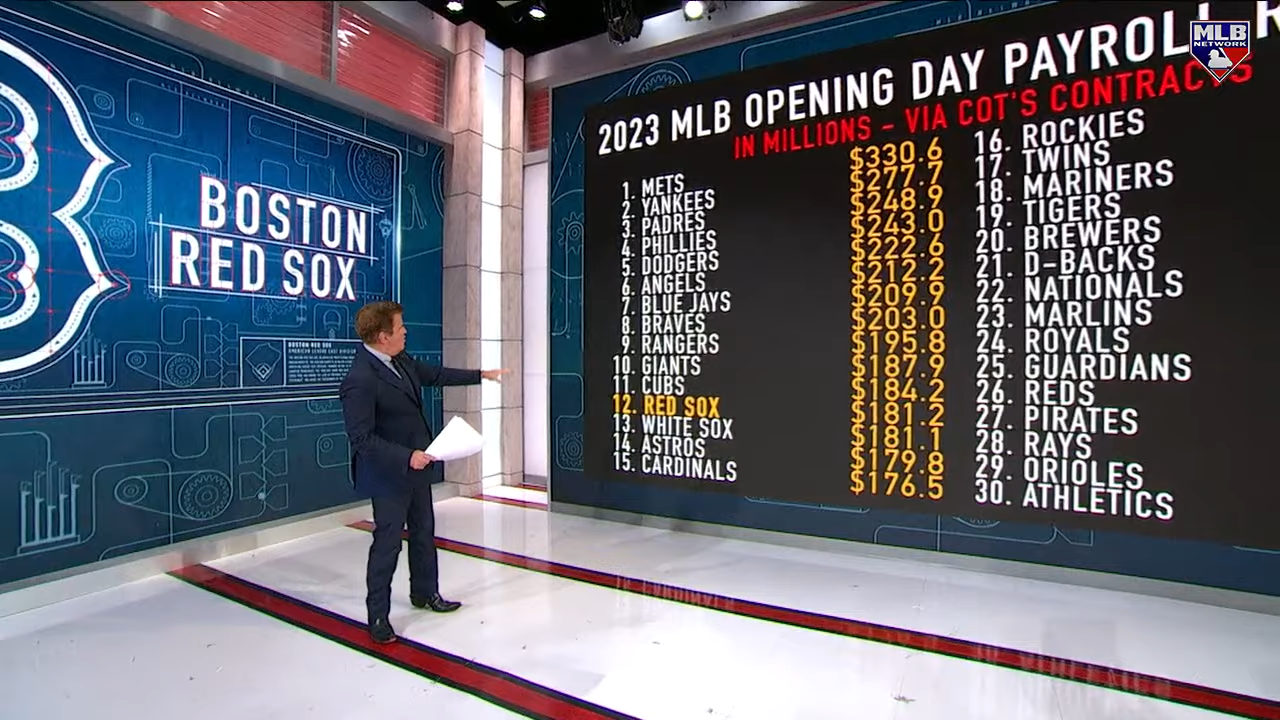 BOSTON
RED SOX
BOSTON RED SOX
2023 MLB OPENING DAY PAYROLL R
IN MILLIONS - VIA COT'S CONTRACTS
1. METS $330.6
2. YANKEES $277.7
3. PADRES $248.9
4. PHILLIES $243.0
5. DODGERS $222.6
6. ANGELS $212.2
7. BLUE JAYS $209.9
8. BRAVES $203.0
9. RANGERS $195.8
10. GIANTS $187.9
11. CUBS $184.2
12. RED SOX $181.2
13. WHITE SOX $181.1
14. ASTROS $179.8
15. CARDINALS $176.5
16. ROCKIES
17. TWINS
18. MARINERS
19. TIGERS
20. BREWERS
21. D-BACKS
22. NATIONALS
23. MARLINS
24. ROYALS
25. GUARDIANS
26. REDS
27. PIRATES
28. RAYS
29. ORIOLES
30. ATHLETICS
MLB
NETWORK